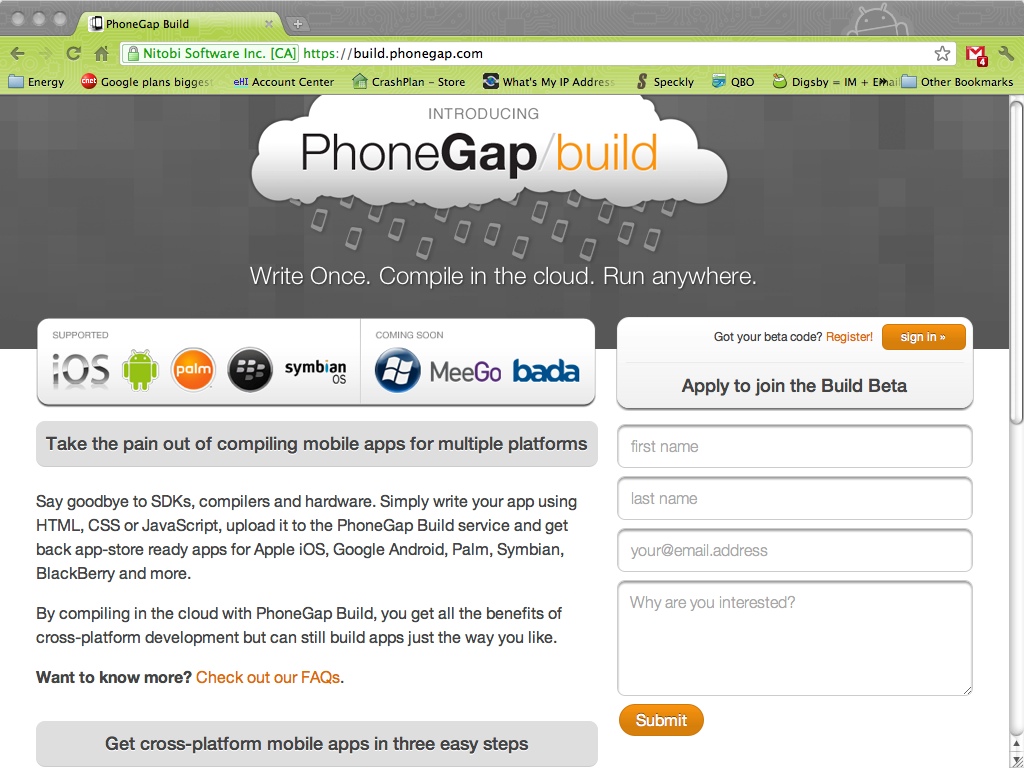 PhoneGap Build
Nitobi Software Inc. [CA] https://build.phonegap.com
4
Energy
cnet Google plans biggest
eHI Account Center
CrashPlan – Store
What's My IP Address
Speckly
QBO
Digsby = IM + Emai
Other Bookmarks
INTRODUCING
PhoneGap/build
Write Once. Compile in the cloud. Run anywhere.
SUPPORTED
iOS palm symbian OS
COMING SOON
MeeGo bada
Got your beta code? Register! sign in »
Apply to join the Build Beta
Take the pain out of compiling mobile apps for multiple platforms
Say goodbye to SDKs, compilers and hardware. Simply write your app using
HTML, CSS or JavaScript, upload it to the PhoneGap Build service and get
back app-store ready apps for Apple iOS, Google Android, Palm, Symbian,
BlackBerry and more.
By compiling in the cloud with PhoneGap Build, you get all the benefits of
cross-platform development but can still build apps just the way you like.
Want to know more? Check out our FAQs.
Get cross-platform mobile apps in three easy steps
first name
last name
your@email.address
Why are you interested?
Submit